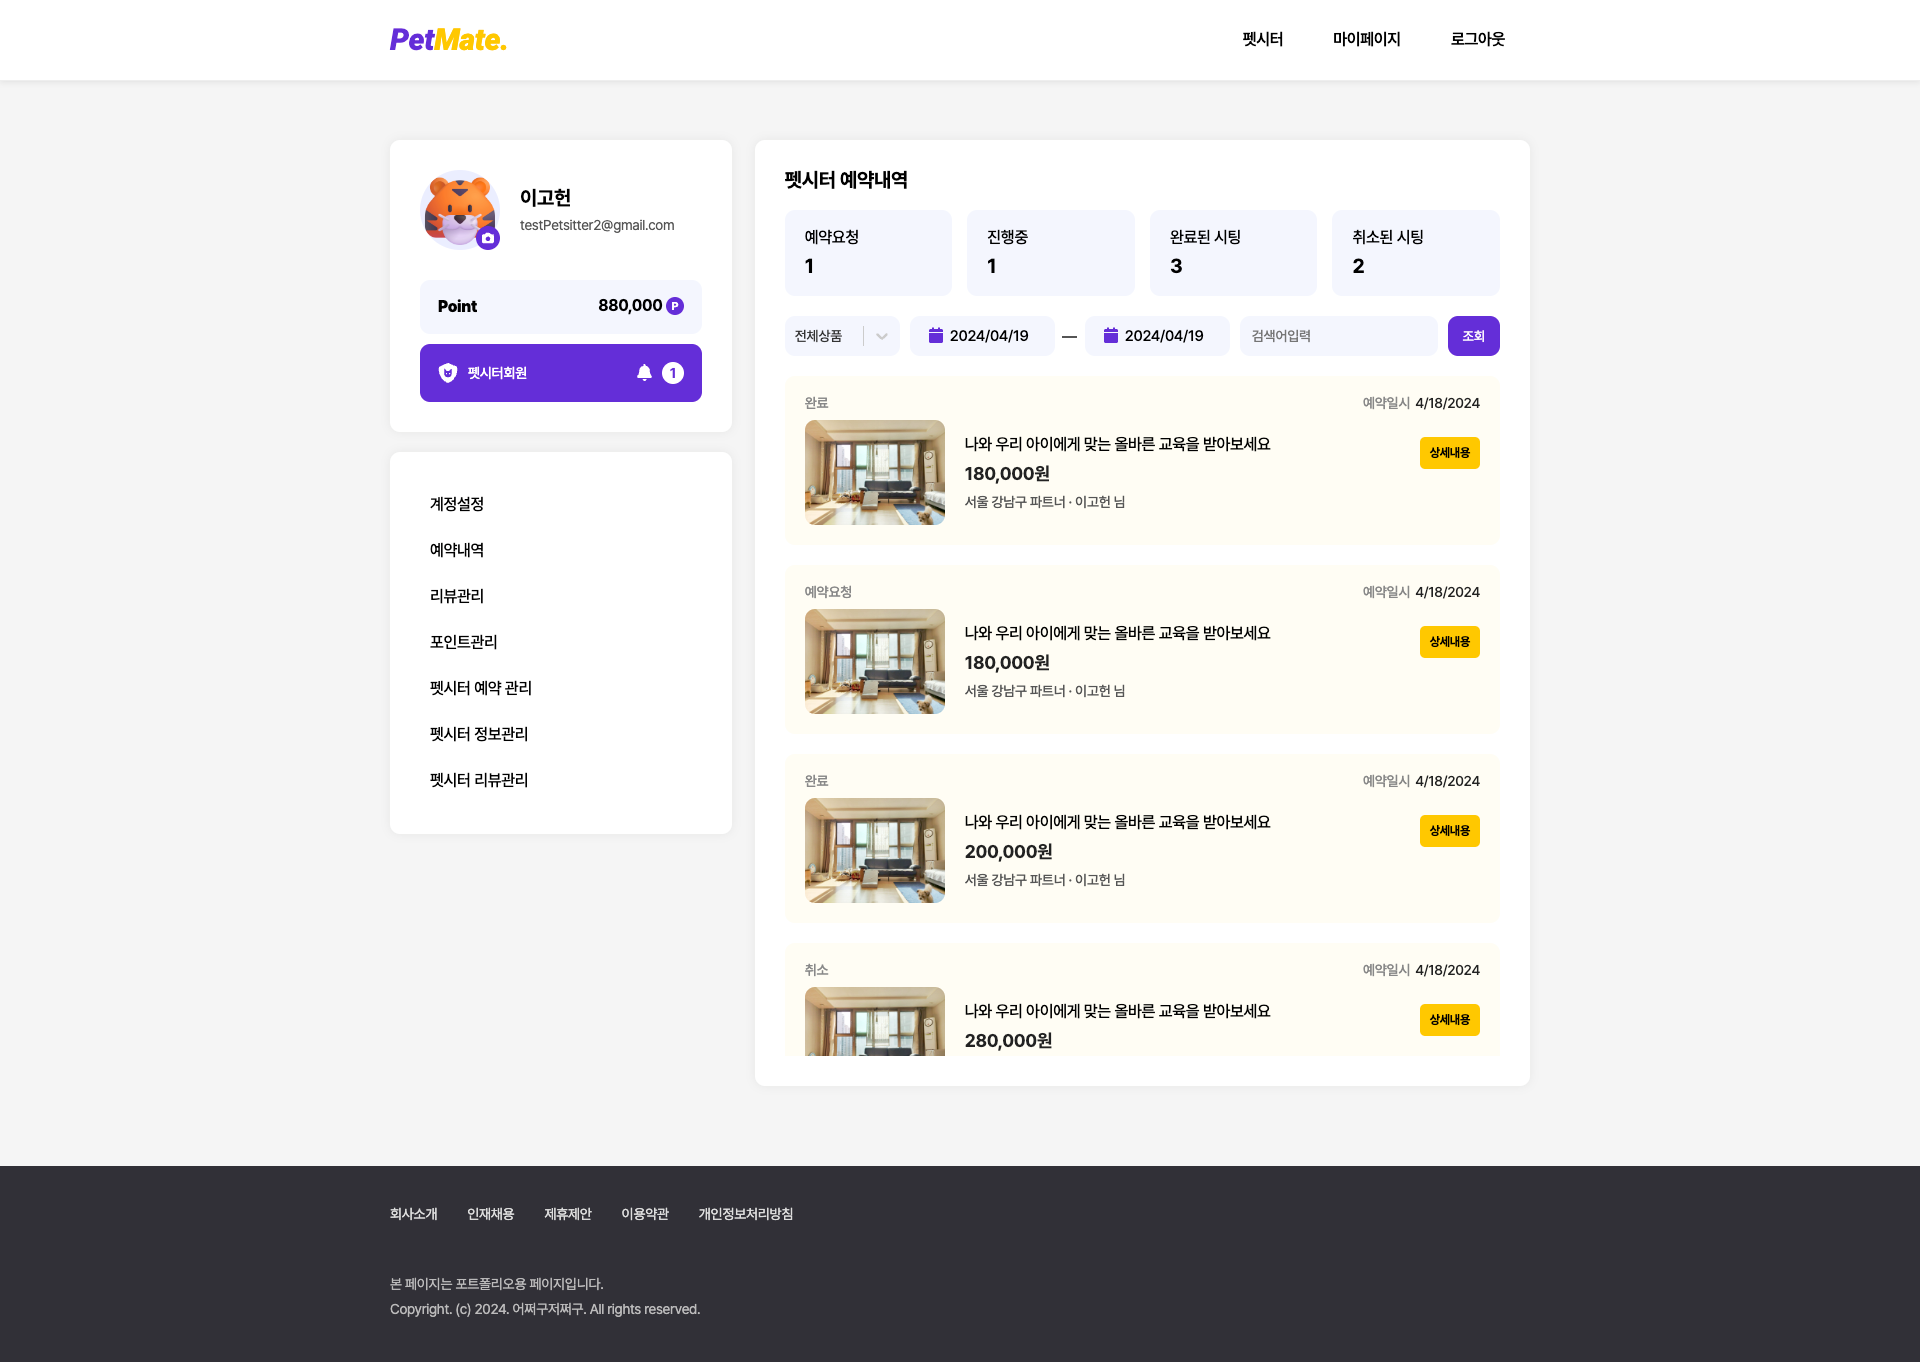 PetMate.
펫시터
마이페이지
로그아웃
이고헌
testPetsitter2@gmail.com
Point
880,000 P
펫시터회원
1
계정설정
예약내역
리뷰관리
포인트관리
펫시터 예약 관리
펫시터 정보관리
펫시터 리뷰관리
펫시터 예약내역
예약요청
1
진행중
1
완료된 시팅
3
취소된 시팅
2
전체상품
2024/04/19
—
2024/04/19
검색어입력
조회
완료
예약일시 4/18/2024
나와 우리 아이에게 맞는 올바른 교육을 받아보세요
180,000원
서울 강남구 파트너 · 이고헌 님
상세내용
예약요청
예약일시 4/18/2024
나와 우리 아이에게 맞는 올바른 교육을 받아보세요
180,000원
서울 강남구 파트너 · 이고헌 님
상세내용
완료
예약일시 4/18/2024
나와 우리 아이에게 맞는 올바른 교육을 받아보세요
200,000원
서울 강남구 파트너 · 이고헌 님
상세내용
취소
예약일시 4/18/2024
나와 우리 아이에게 맞는 올바른 교육을 받아보세요
280,000원
상세내용
회사소개
인재채용
제휴제안
이용약관
개인정보처리방침
본 페이지는 포트폴리오용 페이지입니다.
Copyright. (c) 2024. 어쩌구저쩌구. All rights reserved.